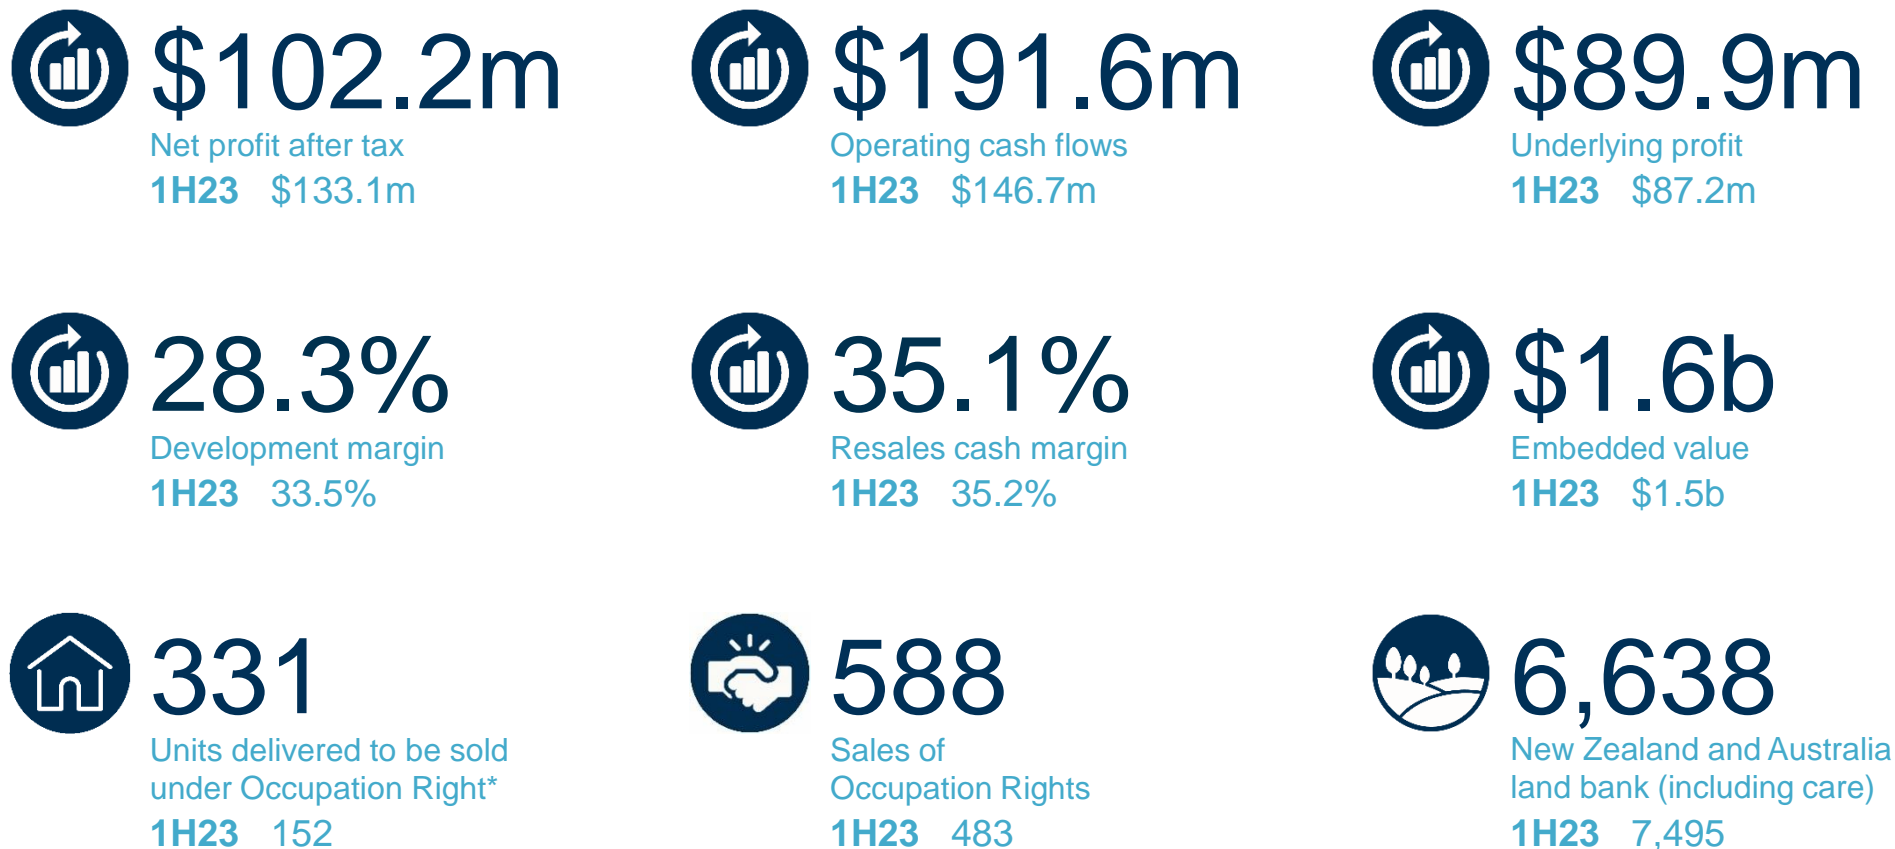 $102.2m
Net profit after tax
1H23 $133.1m
$191.6m
Operating cash flows
1H23 $146.7m
$89.9m
Underlying profit
1H23 $87.2m
28.3%
Development margin
1H23 33.5%
35.1%
Resales cash margin
1H23 35.2%
$1.6b
Embedded value
1H23 $1.5b
331
Units delivered to be sold
under Occupation Right*
1H23 152
588
Sales of
Occupation Rights
1H23 483
6,638
New Zealand and Australia
land bank (including care)
1H23 7,495